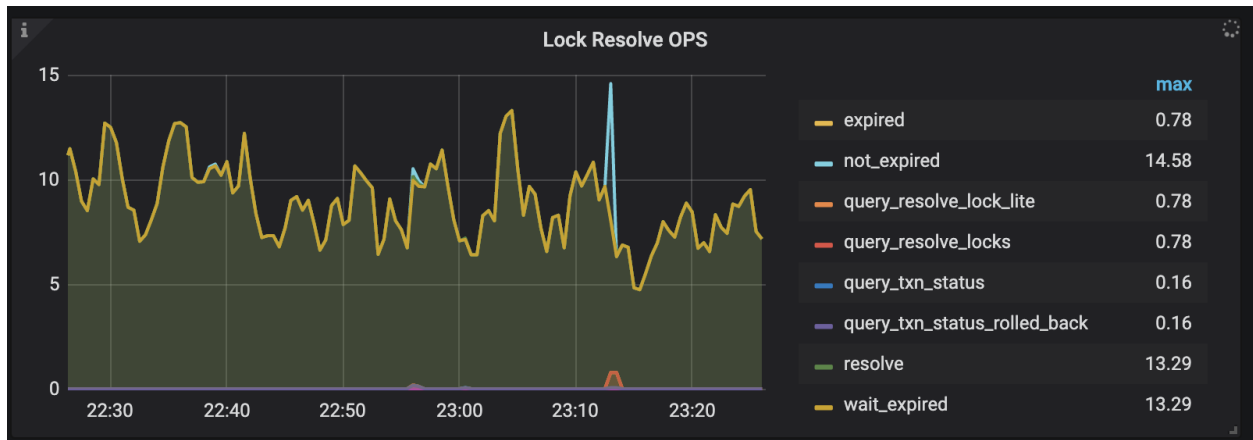 i
Lock Resolve OPS
15
10
5
0
22:30 22:40 22:50 23:00 23:10 23:20
max
expired 0.78
not_expired 14.58
query_resolve_lock_lite 0.78
query_resolve_locks 0.78
query_txn_status 0.16
query_txn_status_rolled_back 0.16
resolve 13.29
wait_expired 13.29